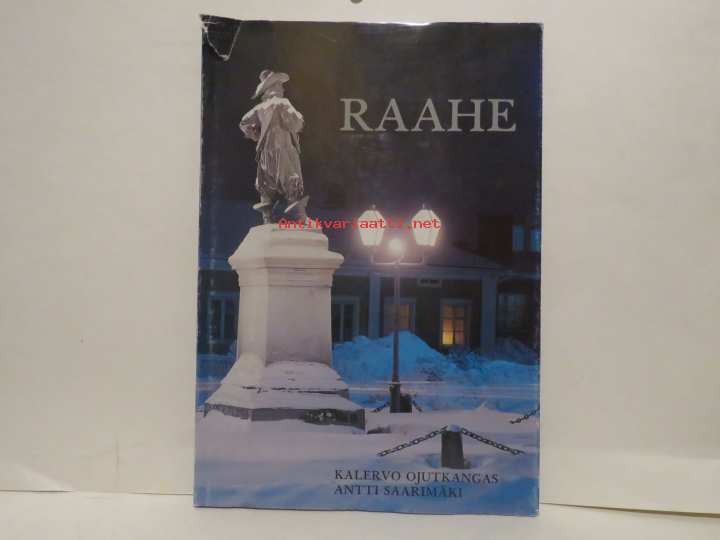 RAAHE
Antikvariaatti.net
KALERVO OJUTKANGAS
ANTTI SAARIMÄKI